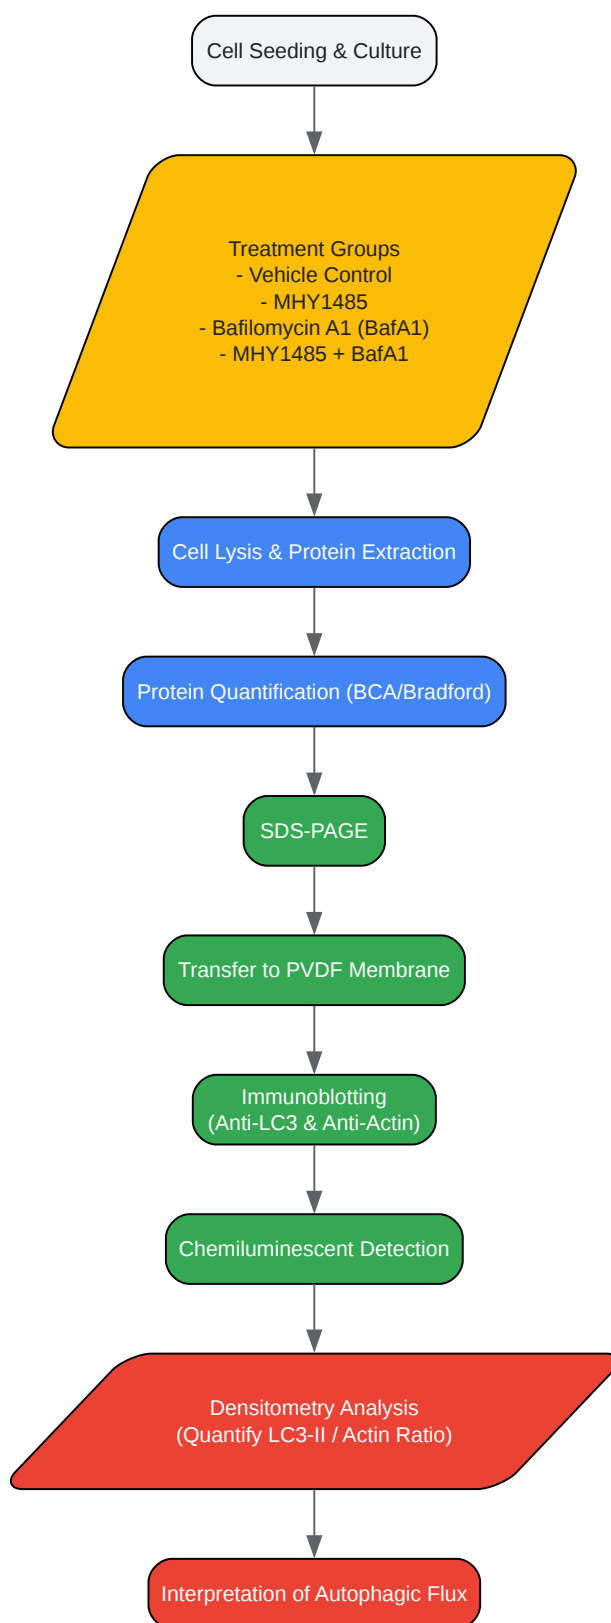 Cell Seeding & Culture
Treatment Groups
- Vehicle Control
- MHY1485
- Bafilomycin A1 (BafA1)
- MHY1485 + BafA1
Cell Lysis & Protein Extraction
Protein Quantification (BCA/Bradford)
SDS-PAGE
Transfer to PVDF Membrane
Immunoblotting
(Anti-LC3 & Anti-Actin)
Chemiluminescent Detection
Densitometry Analysis
(Quantify LC3-II / Actin Ratio)
Interpretation of Autophagic Flux